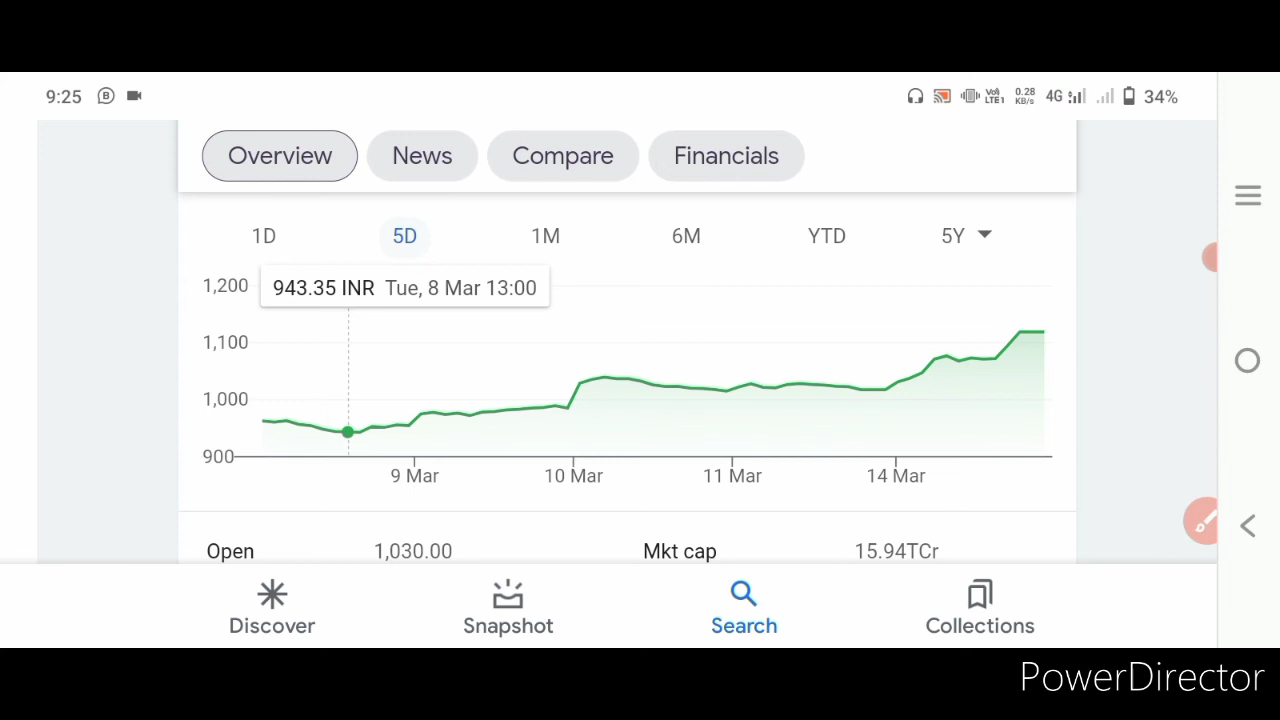 9:25 B VoI LTE1 0.28 KB/s 4G 34%
Overview News Compare Financials
1D 5D 1M 6M YTD 5Y
1,200
943.35 INR Tue, 8 Mar 13:00
1,100
1,000
900
9 Mar 10 Mar 11 Mar 14 Mar
Open 1,030.00 Mkt cap 15.94TCr
Discover Snapshot Search Collections
PowerDirector